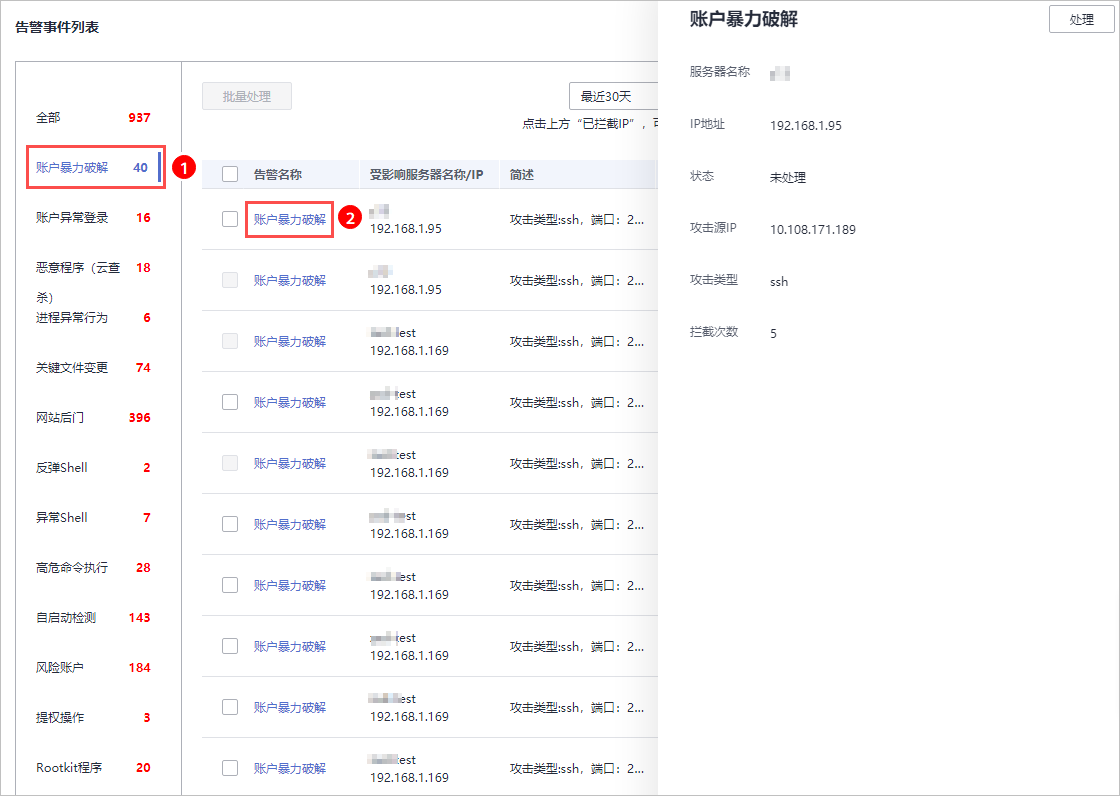 告警事件列表
全部 937
账户暴力破解 40
1
账户异常登录 16
恶意程序（云查
杀） 18
进程异常行为 6
关键文件变更 74
网站后门 396
反弹Shell 2
异常Shell 7
高危命令执行 28
自启动检测 143
风险账户 184
提权操作 3
Rootkit程序 20
批量处理
最近30天
点击上方“已拦截IP”，可
告警名称 受影响服务器名称/IP 简述
账户暴力破解 2
192.168.1.95
攻击类型:ssh，端口：2...
账户暴力破解
192.168.1.95
攻击类型:ssh，端口：2...
账户暴力破解
est
192.168.1.169
攻击类型:ssh，端口：2...
账户暴力破解
est
192.168.1.169
攻击类型:ssh，端口：2...
账户暴力破解
est
192.168.1.169
攻击类型:ssh，端口：2...
账户暴力破解
st
192.168.1.169
攻击类型:ssh，端口：2...
账户暴力破解
est
192.168.1.169
攻击类型:ssh，端口：2...
账户暴力破解
est
192.168.1.169
攻击类型:ssh，端口：2...
账户暴力破解
est
192.168.1.169
攻击类型:ssh，端口：2...
账户暴力破解
est
192.168.1.169
攻击类型:ssh，端口：2...
账户暴力破解
处理
服务器名称
IP地址 192.168.1.95
状态 未处理
攻击源IP 10.108.171.189
攻击类型 ssh
拦截次数 5